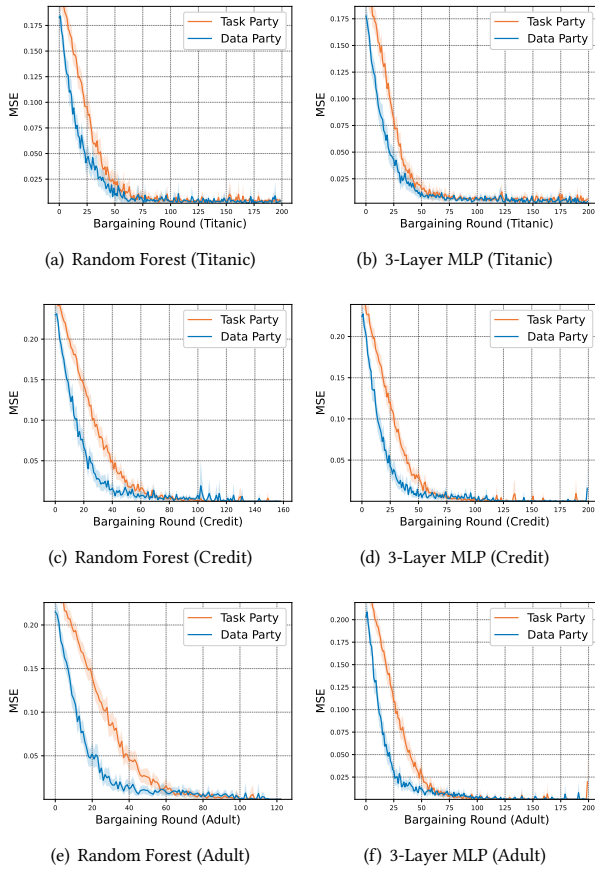 Task Party
Data Party
MSE
0.175
0.150
0.125
0.100
0.075
0.050
0.025
0 25 50 75 100 125 150 175 200
Bargaining Round (Titanic)
(a) Random Forest (Titanic)
Task Party
Data Party
MSE
0.175
0.150
0.125
0.100
0.075
0.050
0.025
0 25 50 75 100 125 150 175 200
Bargaining Round (Titanic)
(b) 3-Layer MLP (Titanic)
Task Party
Data Party
MSE
0.20
0.15
0.10
0.05
0 20 40 60 80 100 120 140 160
Bargaining Round (Credit)
(c) Random Forest (Credit)
Task Party
Data Party
MSE
0.20
0.15
0.10
0.05
0 25 50 75 100 125 150 175 200
Bargaining Round (Credit)
(d) 3-Layer MLP (Credit)
Task Party
Data Party
MSE
0.20
0.15
0.10
0.05
0 20 40 60 80 100 120
Bargaining Round (Adult)
(e) Random Forest (Adult)
Task Party
Data Party
MSE
0.200
0.175
0.150
0.125
0.100
0.075
0.050
0.025
0 25 50 75 100 125 150 175 200
Bargaining Round (Adult)
(f) 3-Layer MLP (Adult)